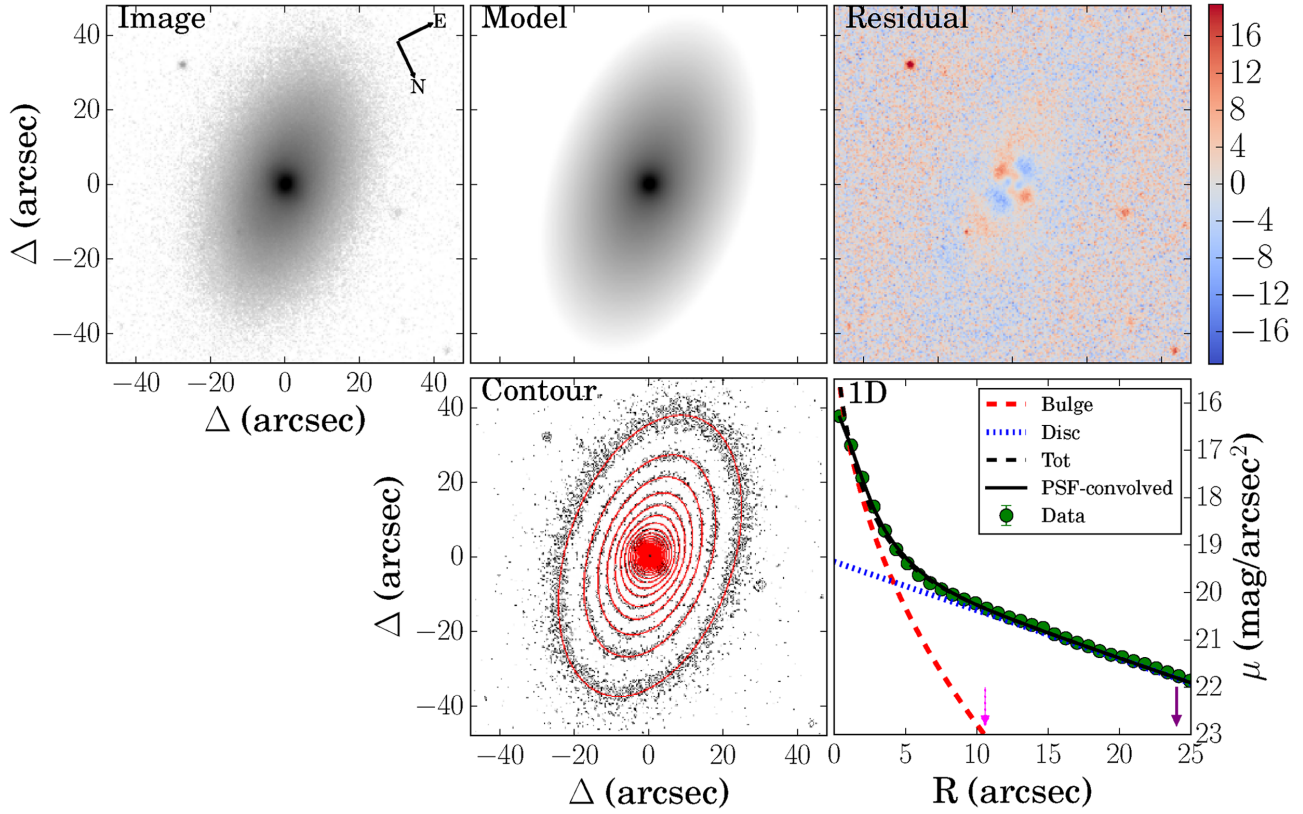 Image
E
N
Model
Residual
Δ (arcsec)
40
20
0
−20
−40
16
12
8
4
0
−4
−8
−12
−16
−40
−20
0
20
40
Δ (arcsec)
Contour
Δ (arcsec)
40
20
0
−20
−40
−40
−20
0
20
40
Δ (arcsec)
1D
Bulge
Disc
Tot
PSF-convolved
Data
16
17
18
19
20
21
22
23
μ (mag/arcsec²)
0
5
10
15
20
25
R (arcsec)